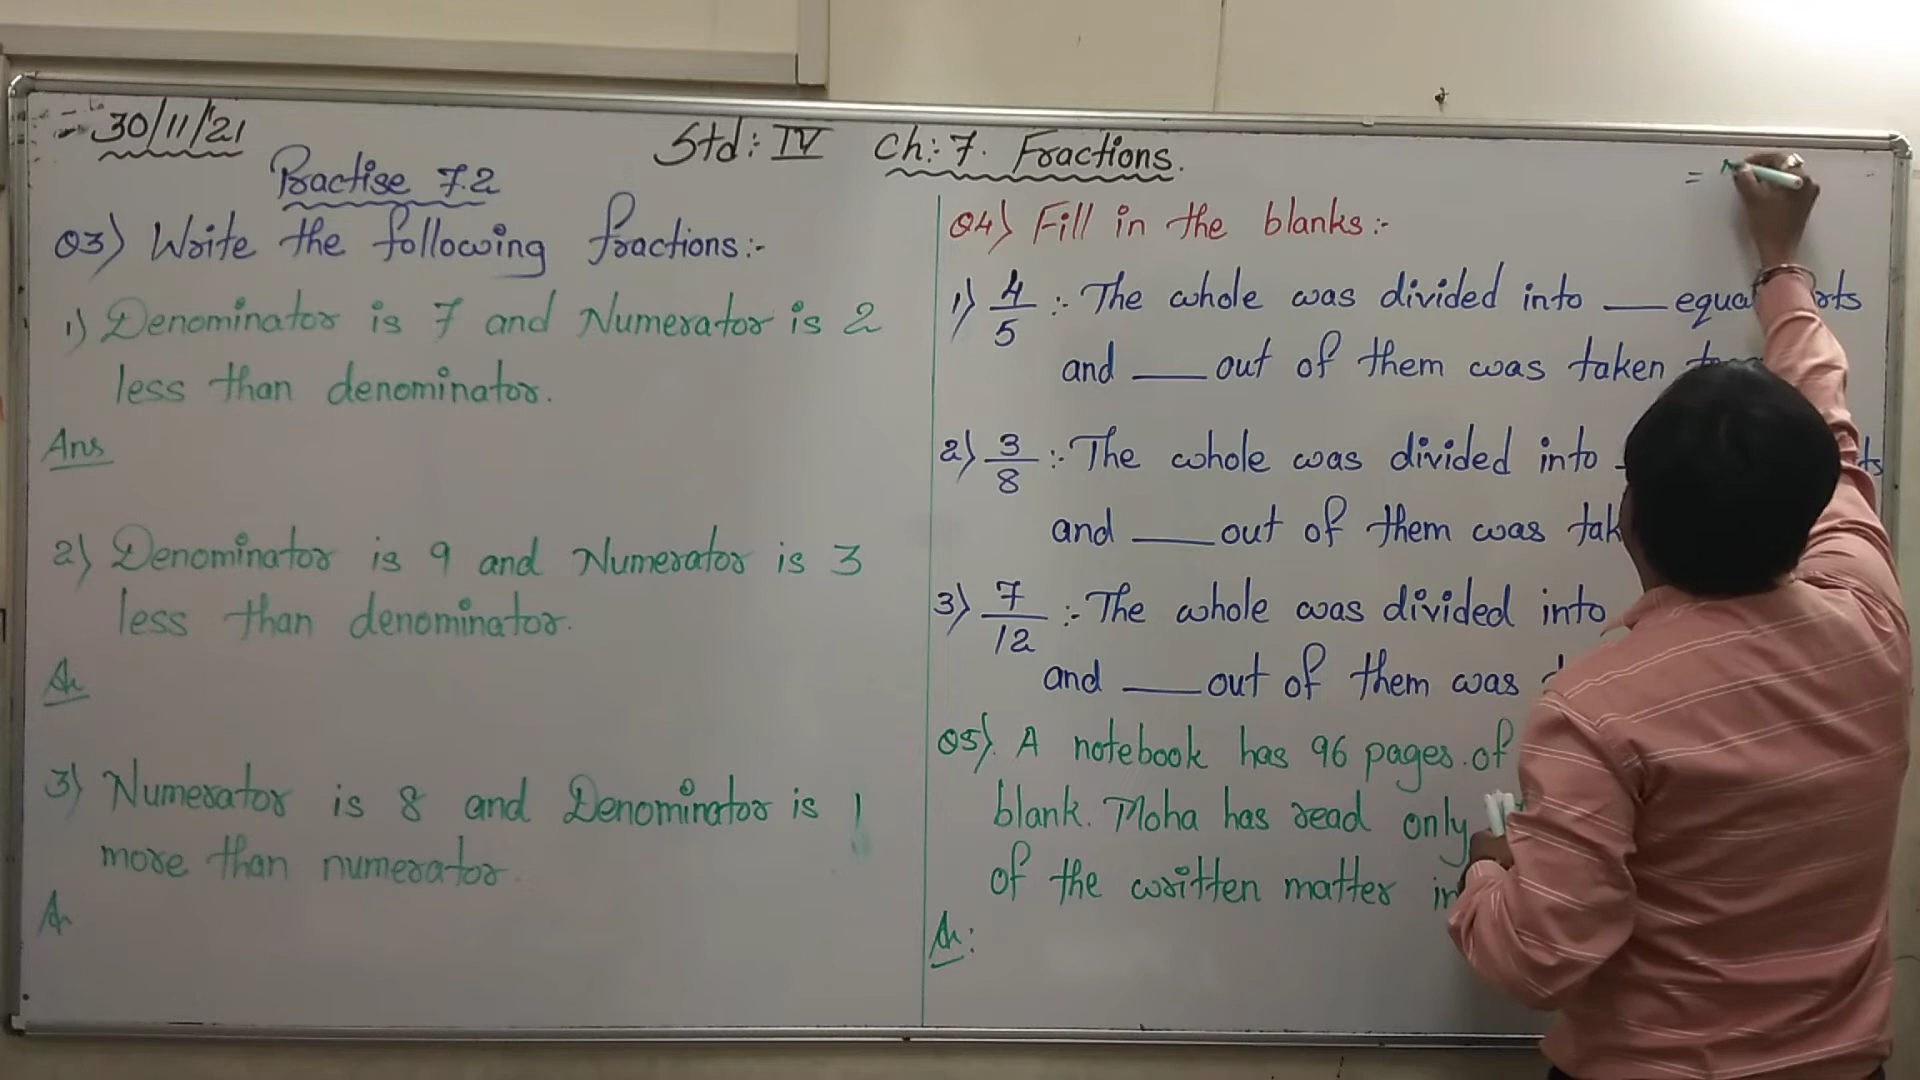 30/11/21
Std:- IV Ch:-7. Fractions.
Practise 7.2
Q3) Write the following fractions:-
1) Denominator is 7 and Numerator is 2
less than denominator.
Ans
2) Denominator is 9 and Numerator is 3
less than denominator.
A
3) Numerator is 8 and Denominator is 1
more than numerator.
A
=
Q4) Fill in the blanks:-
1) 4/5 :- The whole was divided into ___ equal
and ___ out of them was taken
2) 3/8 :- The whole was divided into
and ___ out of them was
3) 7/12 :- The whole was divided into
and ___ out of them was
Q5). A notebook has 96 pages. of
blank. Moha has read only
of the written matter in
A: